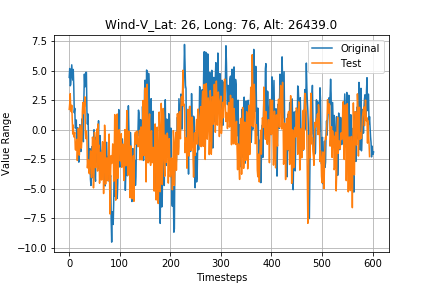 Wind-V_Lat: 26, Long: 76, Alt: 26439.0
Original
Test
Value Range
7.5
5.0
2.5
0.0
−2.5
−5.0
−7.5
−10.0
0 100 200 300 400 500 600
Timesteps